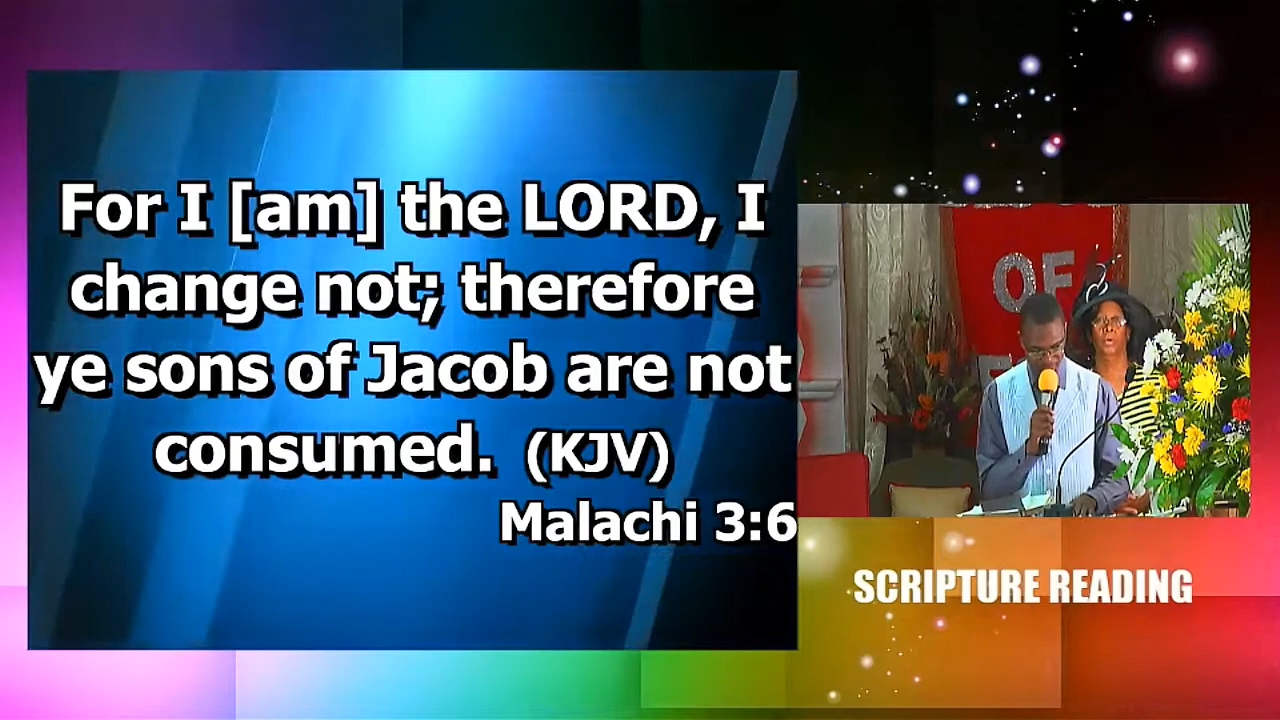 For I [am] the LORD, I
change not; therefore
ye sons of Jacob are not
consumed. (KJV)
Malachi 3:6
OF
SCRIPTURE READING